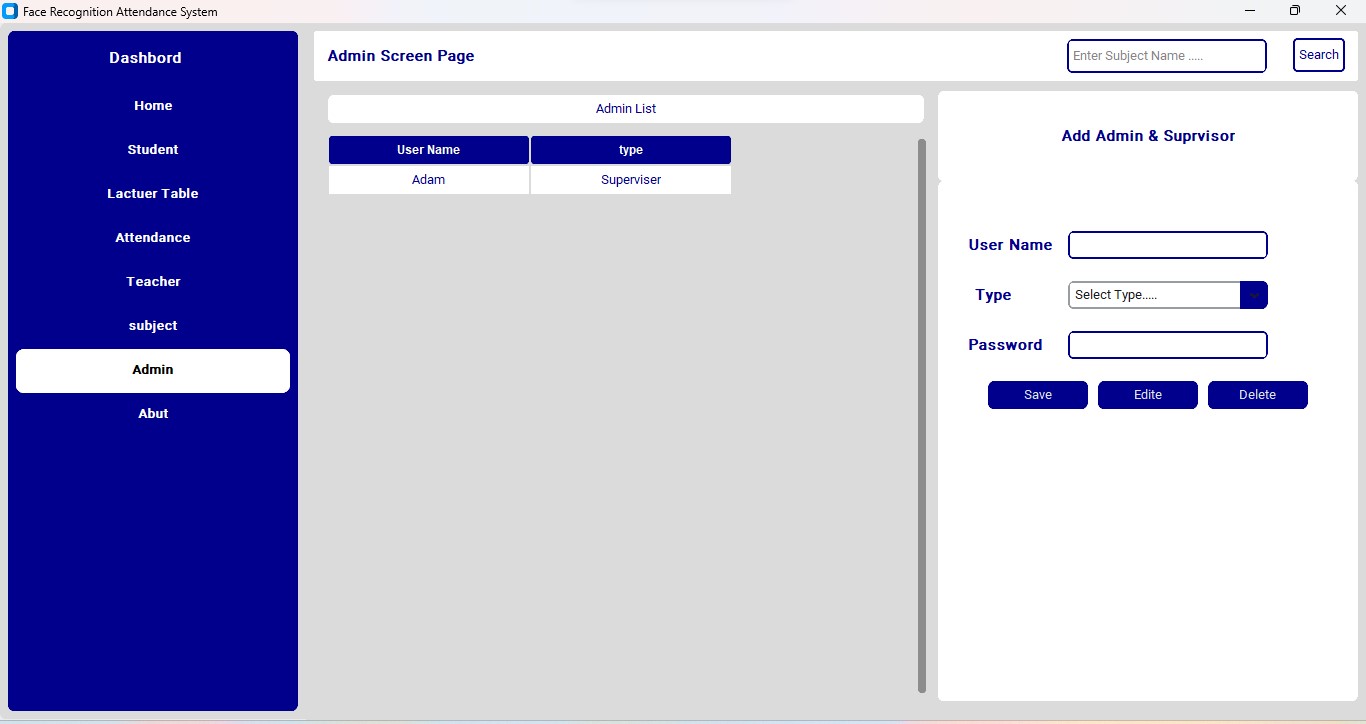 Face Recognition Attendance System
Dashbord
Home
Student
Lactuer Table
Attendance
Teacher
subject
Admin
Abut
Admin Screen Page
Enter Subject Name .....
Search
Admin List
User Name type
Adam Superviser
Add Admin & Suprvisor
User Name
Type Select Type.....
Password
Save Edite Delete